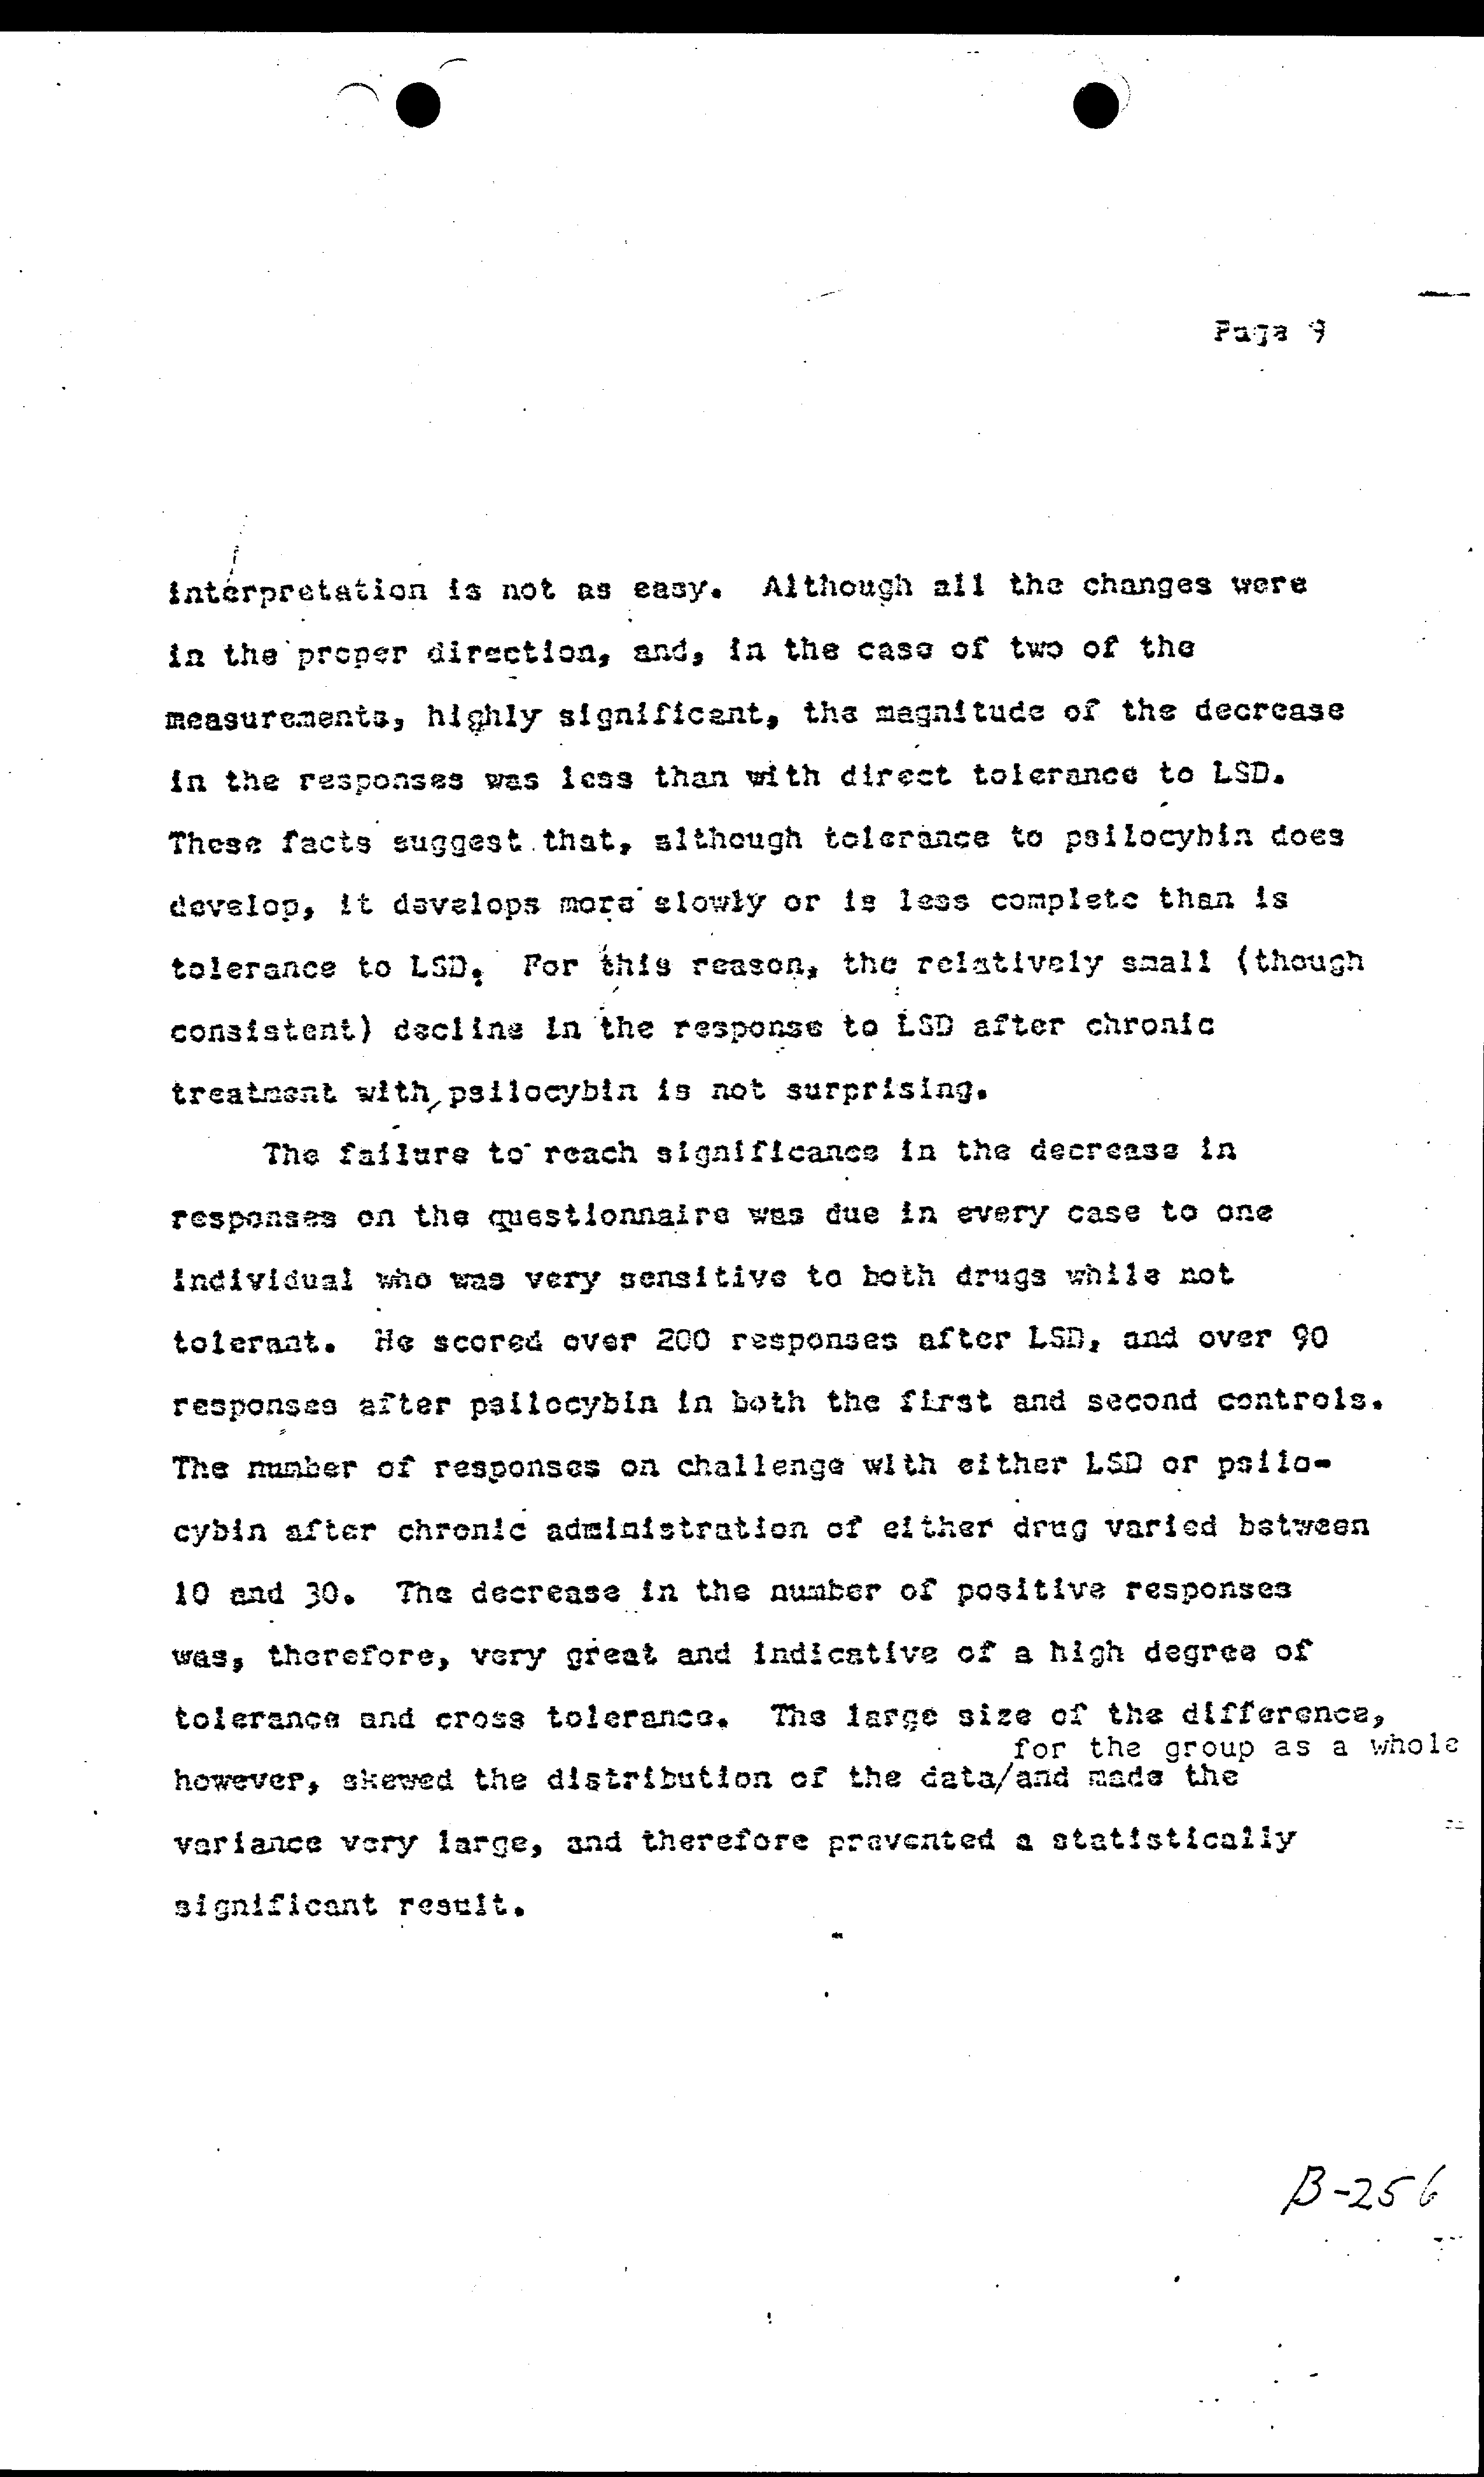 Page 9
interpretation is not as easy. Although all the changes were
in the proper direction, and, in the case of two of the
measurements, highly significant, the magnitude of the decrease
in the responses was less than with direct tolerance to LSD.
These facts suggest that, although tolerance to psilocybin does
develop, it develops more slowly or is less complete than is
tolerance to LSD. For this reason, the relatively small (though
consistent) decline in the response to LSD after chronic
treatment with psilocybin is not surprising.
The failure to reach significance in the decrease in
responses on the questionnaire was due in every case to one
individual who was very sensitive to both drugs while not
tolerant. He scored over 200 responses after LSD, and over 90
responses after psilocybin in both the first and second controls.
The number of responses on challenge with either LSD or psilo-
cybin after chronic administration of either drug varied between
10 and 30. The decrease in the number of positive responses
was, therefore, very great and indicative of a high degree of
tolerance and cross tolerance. The large size of the difference,
for the group as a whole
however, skewed the distribution of the data/and made the
variance very large, and therefore prevented a statistically
significant result.
B-256